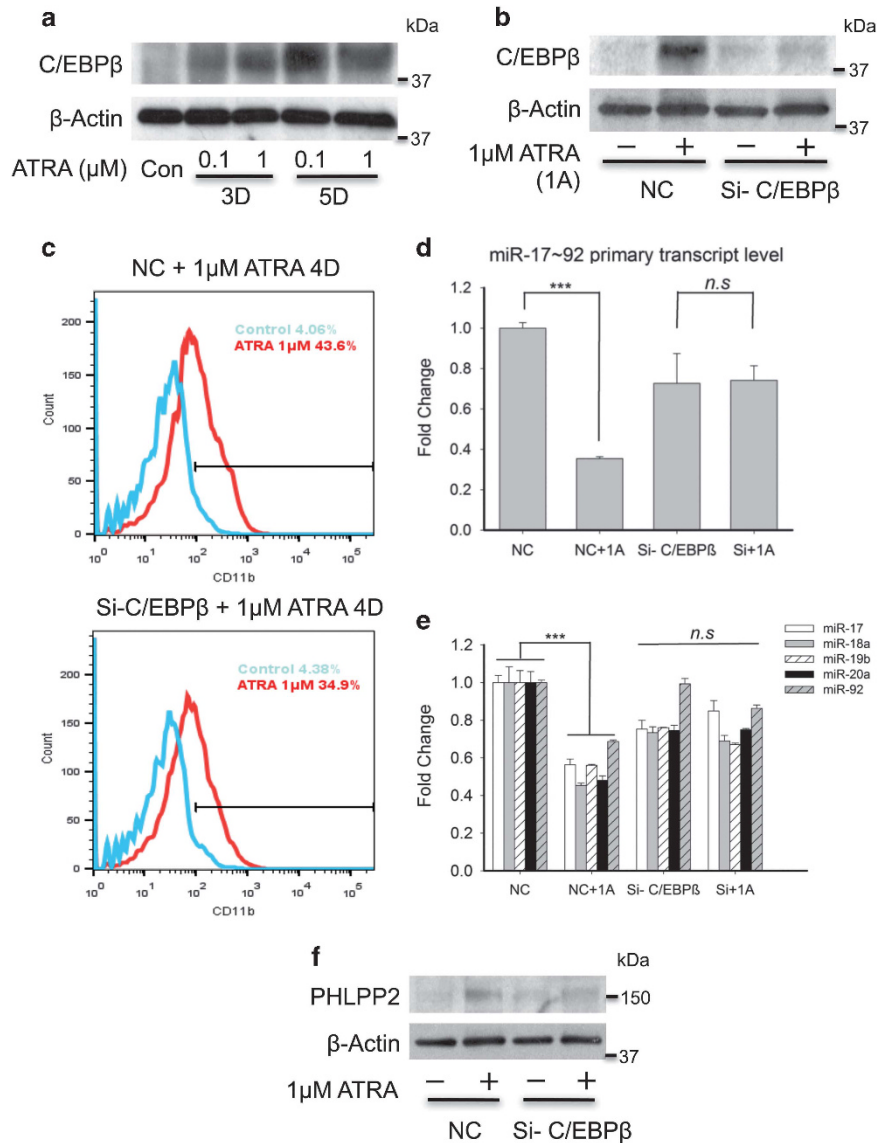 a
kDa
C/EBPβ
37
β-Actin
37
ATRA (μM) Con 0.1 1 0.1 1
3D 5D
b
kDa
C/EBPβ
37
β-Actin
37
1μM ATRA − + − +
(1A)
NC Si- C/EBPβ
c
NC + 1μM ATRA 4D
Control 4.06%
ATRA 1μM 43.6%
200
150
100
50
0
Count
10⁰ 10¹ 10² 10³ 10⁴ 10⁵
CD11b
Si-C/EBPβ + 1μM ATRA 4D
Control 4.38%
ATRA 1μM 34.9%
200
150
100
50
0
Count
10⁰ 10¹ 10² 10³ 10⁴ 10⁵
CD11b
d
miR-17~92 primary transcript level
*** n.s
1.2
1.0
0.8
0.6
0.4
0.2
0.0
Fold Change
NC NC+1A Si- C/EBPβ Si+1A
e
*** n.s
miR-17
miR-18a
miR-19b
miR-20a
miR-92
1.2
1.0
0.8
0.6
0.4
0.2
0.0
Fold Change
NC NC+1A Si- C/EBPβ Si+1A
f
kDa
PHLPP2
150
β-Actin
37
1μM ATRA − + − +
NC Si- C/EBPβ